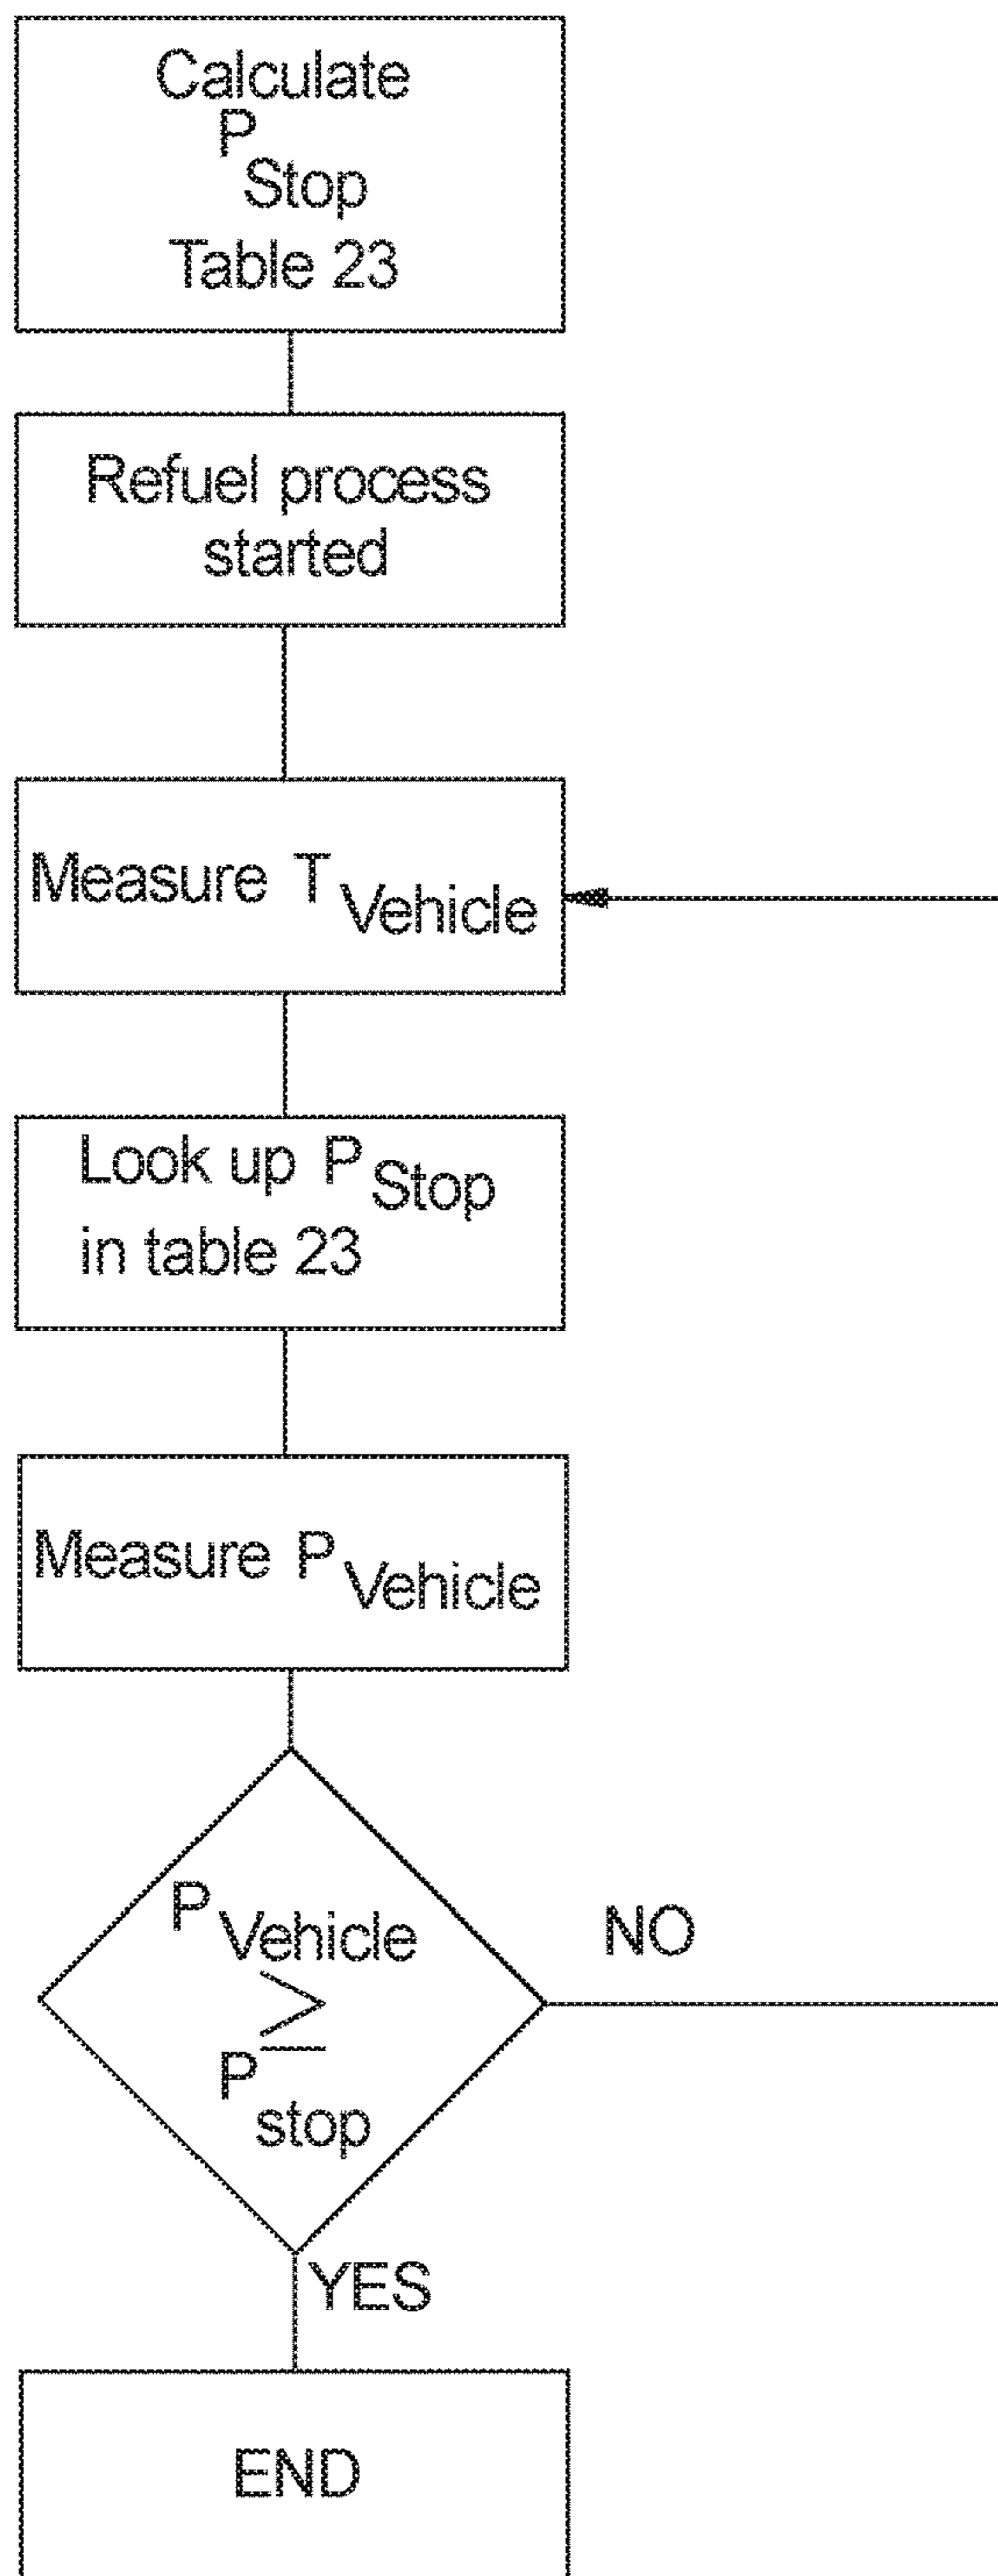 Calculate
P
Stop
Table 23
Refuel process
started
Measure T Vehicle
Look up P Stop
in table 23
Measure P Vehicle
P Vehicle
≥
P stop
NO
YES
END